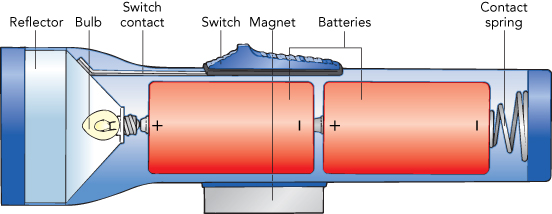 Reflector
Bulb
Switch
contact
Switch
Magnet
Batteries
Contact
spring
+
-
+
-